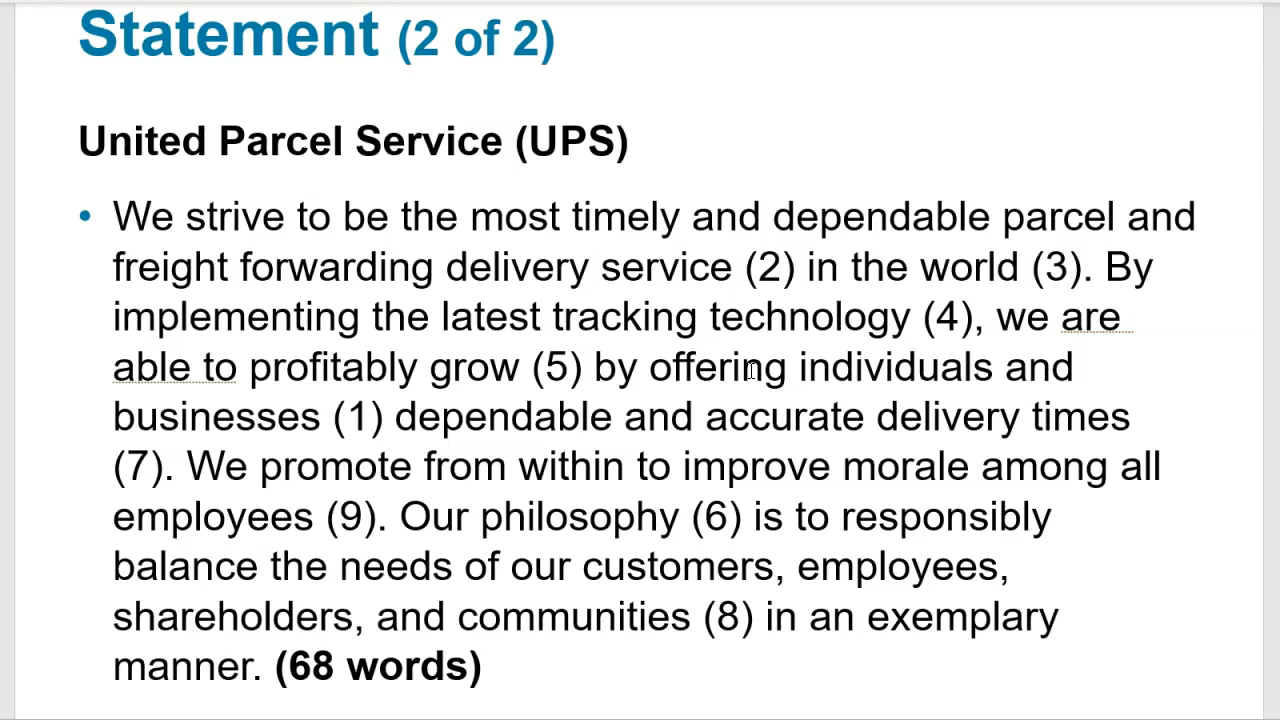 Statement (2 of 2)
United Parcel Service (UPS)
• We strive to be the most timely and dependable parcel and
freight forwarding delivery service (2) in the world (3). By
implementing the latest tracking technology (4), we are
able to profitably grow (5) by offering individuals and
businesses (1) dependable and accurate delivery times
(7). We promote from within to improve morale among all
employees (9). Our philosophy (6) is to responsibly
balance the needs of our customers, employees,
shareholders, and communities (8) in an exemplary
manner. (68 words)